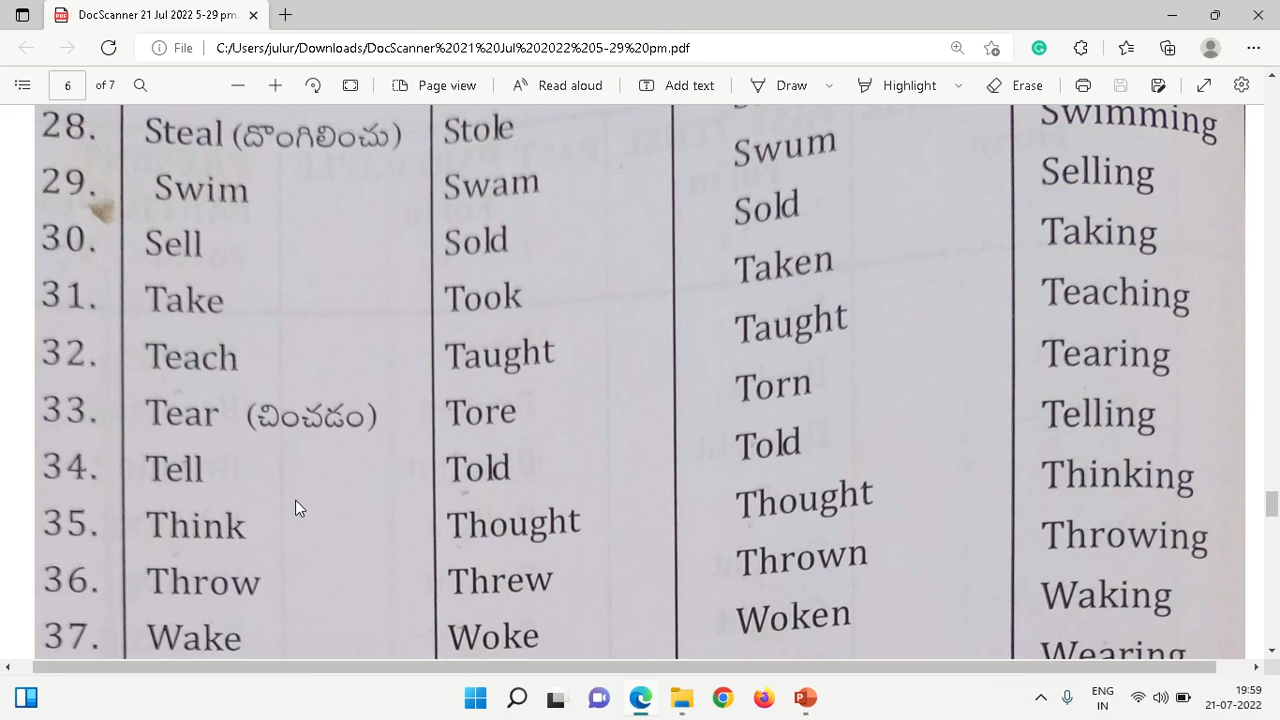 DocScanner 21 Jul 2022 5-29 pm.
File C:/Users/julur/Downloads/DocScanner%2021%20Jul%202022%205-29%20pm.pdf
6 of 7 Page view Read aloud Add text Draw Highlight Erase
28. Steal (దొంగిలించు) Stole Swimming
29. Swim Swam Swum Selling
30. Sell Sold Sold Taking
31. Take Took Taken Teaching
32. Teach Taught Taught Tearing
33. Tear (చించడం) Tore Torn Telling
34. Tell Told Told Thinking
35. Think Thought Thought Throwing
36. Throw Threw Thrown Waking
37. Wake Woke Woken Wearing
ENG 19:59
IN 21-07-2022